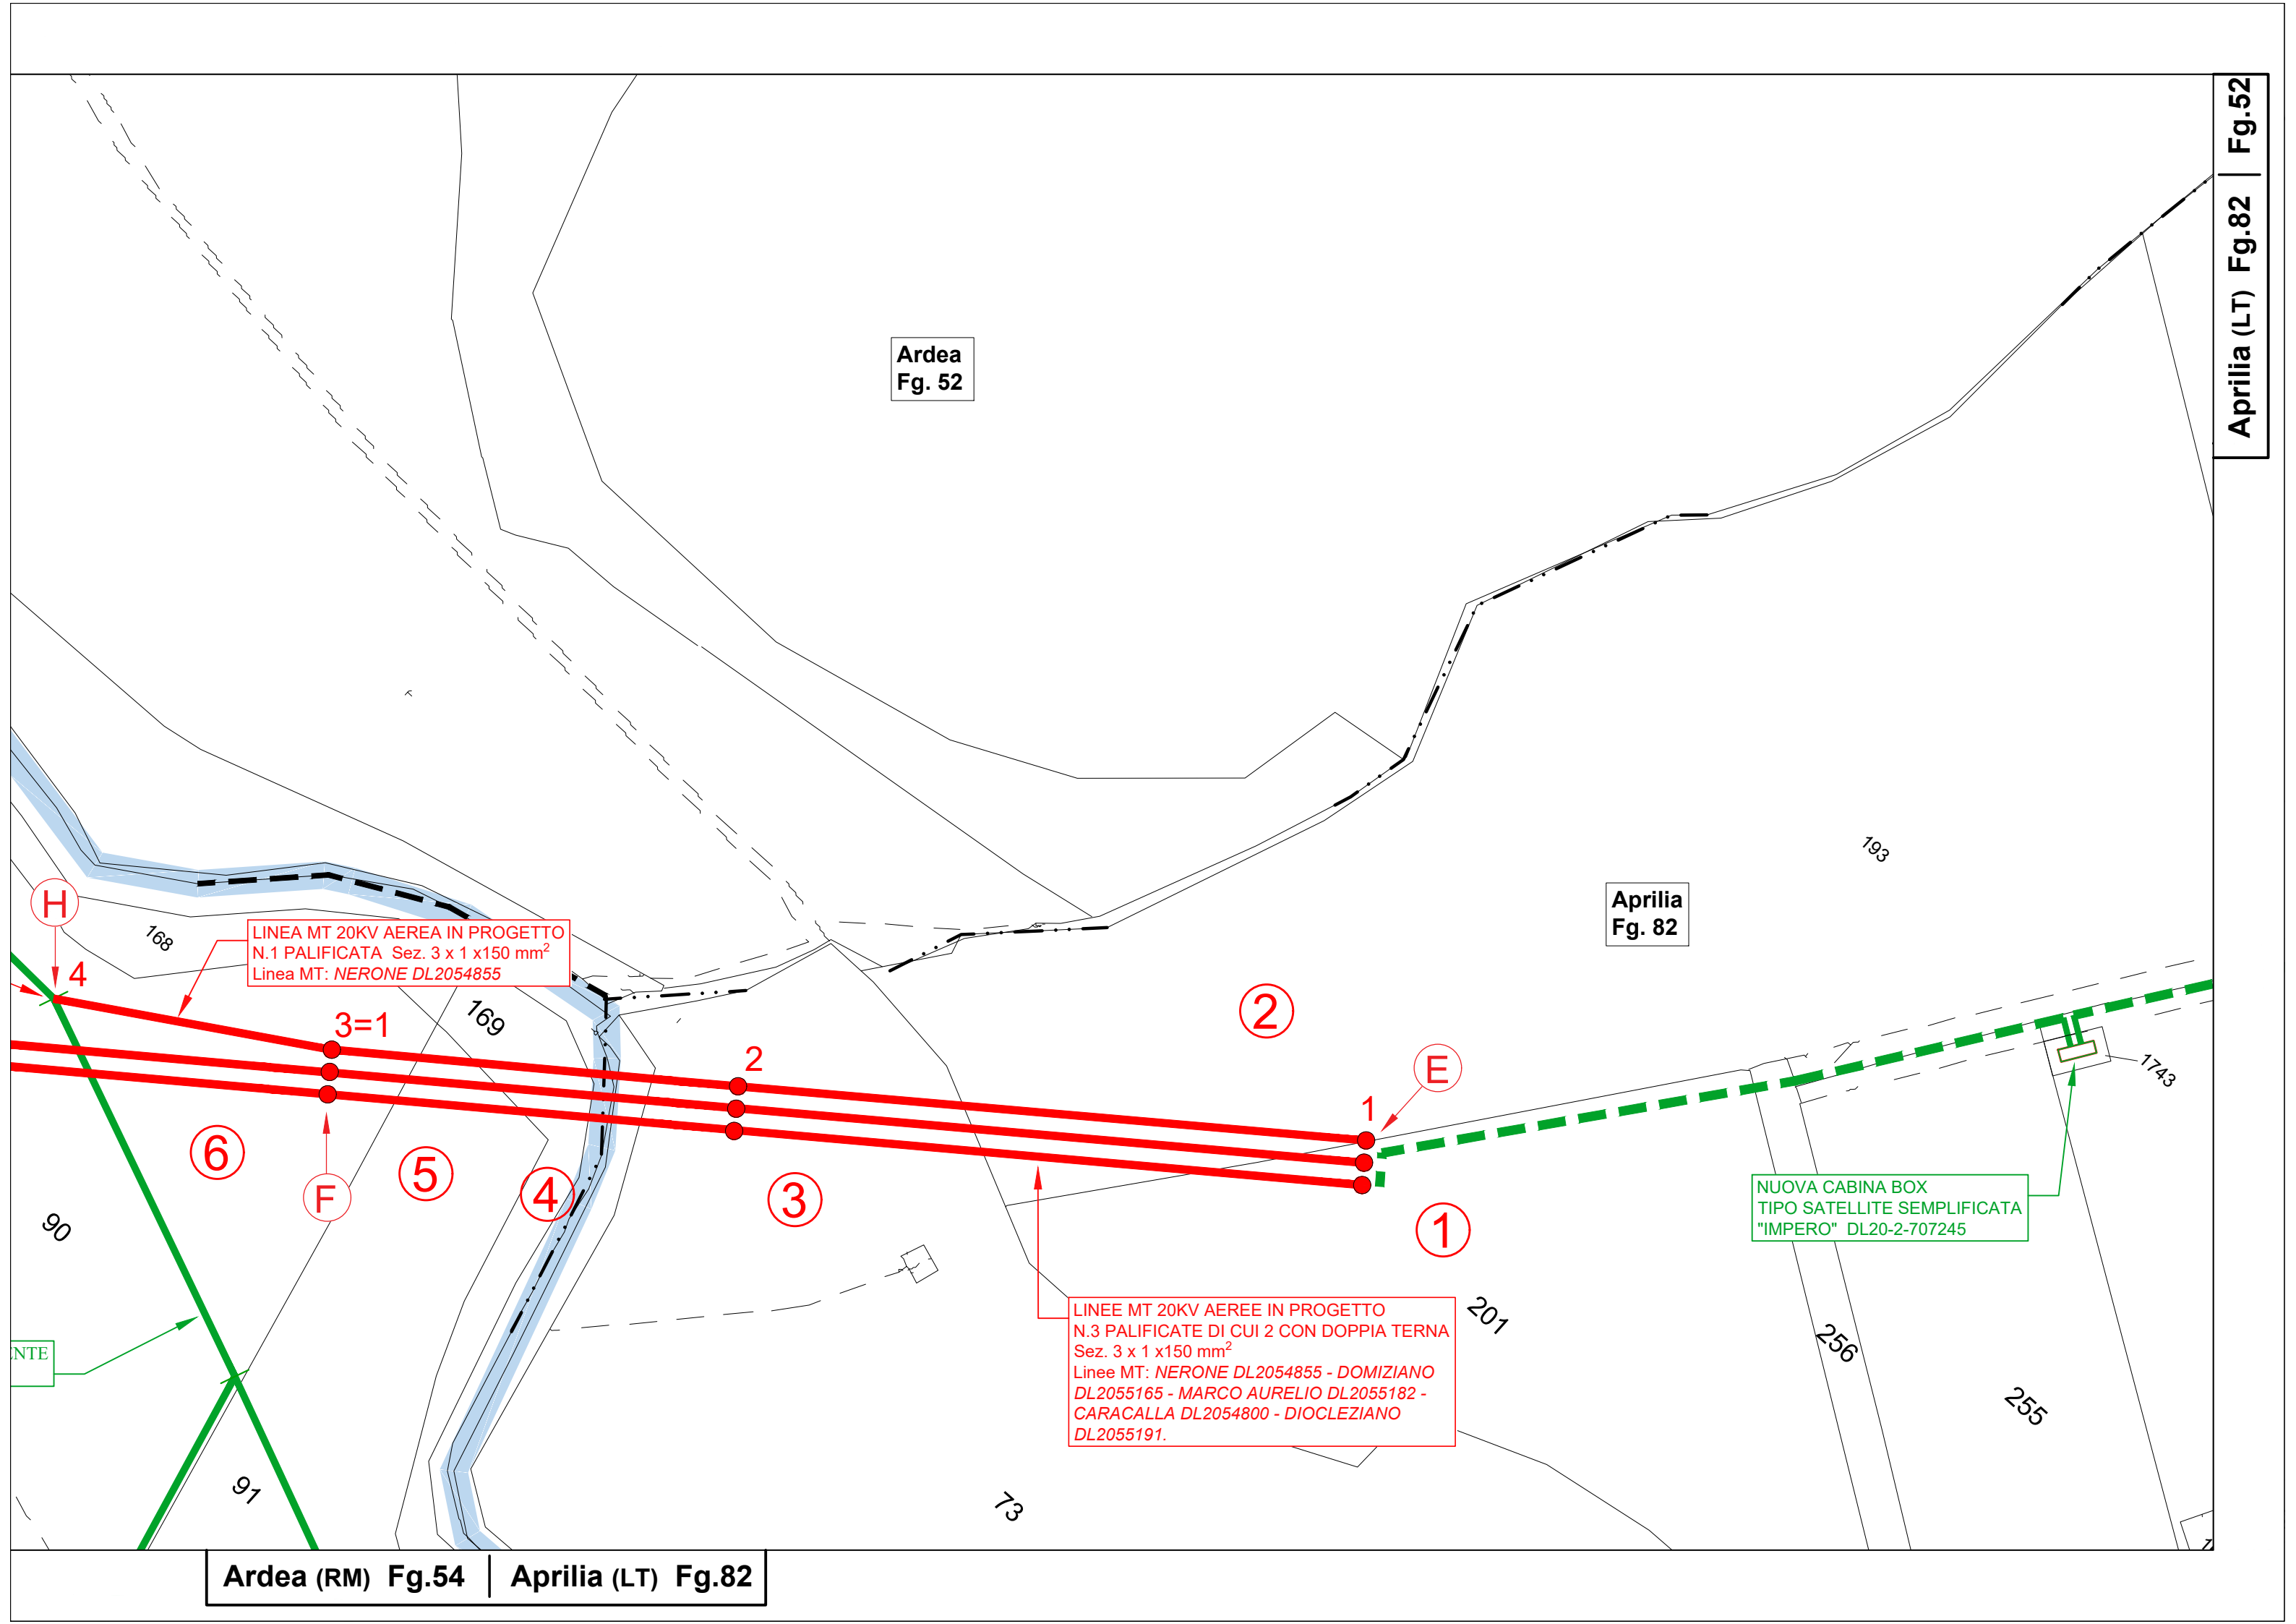 Fg.52
Aprilia (LT) Fg.82
Ardea
Fg. 52
193
Aprilia
Fg. 82
H
168
LINEA MT 20KV AEREA IN PROGETTO
N.1 PALIFICATA Sez. 3 x 1 x150 mm²
Linea MT: NERONE DL2054855
4
169
3=1
2
2
E
1
1743
6
5
4
3
F
1
NUOVA CABINA BOX
TIPO SATELLITE SEMPLIFICATA
"IMPERO" DL20-2-707245
90
LINEE MT 20KV AEREE IN PROGETTO
N.3 PALIFICATE DI CUI 2 CON DOPPIA TERNA
Sez. 3 x 1 x150 mm²
Linee MT: NERONE DL2054855 - DOMIZIANO
DL2055165 - MARCO AURELIO DL2055182 -
CARACALLA DL2054800 - DIOCLEZIANO
DL2055191.
201
256
255
ENTE
91
73
Ardea (RM) Fg.54 | Aprilia (LT) Fg.82